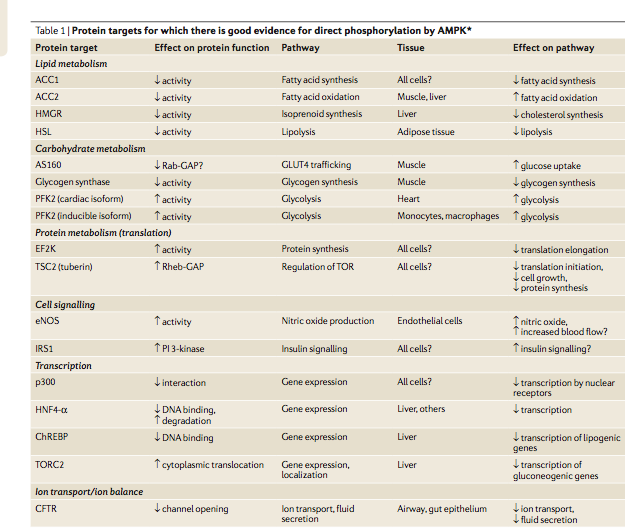 Table 1 | Protein targets for which there is good evidence for direct phosphorylation by AMPK*
Protein target Effect on protein function Pathway Tissue Effect on pathway
Lipid metabolism
ACC1 ↓ activity Fatty acid synthesis All cells? ↓ fatty acid synthesis
ACC2 ↓ activity Fatty acid oxidation Muscle, liver ↑ fatty acid oxidation
HMGR ↓ activity Isoprenoid synthesis Liver ↓ cholesterol synthesis
HSL ↓ activity Lipolysis Adipose tissue ↓ lipolysis
Carbohydrate metabolism
AS160 ↓ Rab-GAP? GLUT4 trafficking Muscle ↑ glucose uptake
Glycogen synthase ↓ activity Glycogen synthesis Muscle ↓ glycogen synthesis
PFK2 (cardiac isoform) ↑ activity Glycolysis Heart ↑ glycolysis
PFK2 (inducible isoform) ↑ activity Glycolysis Monocytes, macrophages ↑ glycolysis
Protein metabolism (translation)
EF2K ↑ activity Protein synthesis All cells? ↓ translation elongation
TSC2 (tuberin) ↑ Rheb-GAP Regulation of TOR All cells? ↓ translation initiation,
↓ cell growth,
↓ protein synthesis
Cell signalling
eNOS ↑ activity Nitric oxide production Endothelial cells ↑ nitric oxide,
↑ increased blood flow?
IRS1 ↑ PI 3-kinase Insulin signalling All cells? ↑ insulin signalling?
Transcription
p300 ↓ interaction Gene expression All cells? ↓ transcription by nuclear
receptors
HNF4-α ↓ DNA binding, Gene expression Liver, others ↓ transcription
↑ degradation
ChREBP ↓ DNA binding Gene expression Liver ↓ transcription of lipogenic
genes
TORC2 ↑ cytoplasmic translocation Gene expression, Liver ↓ transcription of
localization gluconeogenic genes
Ion transport/ion balance
CFTR ↓ channel opening Ion transport, fluid Airway, gut epithelium ↓ ion transport,
secretion ↓ fluid secretion